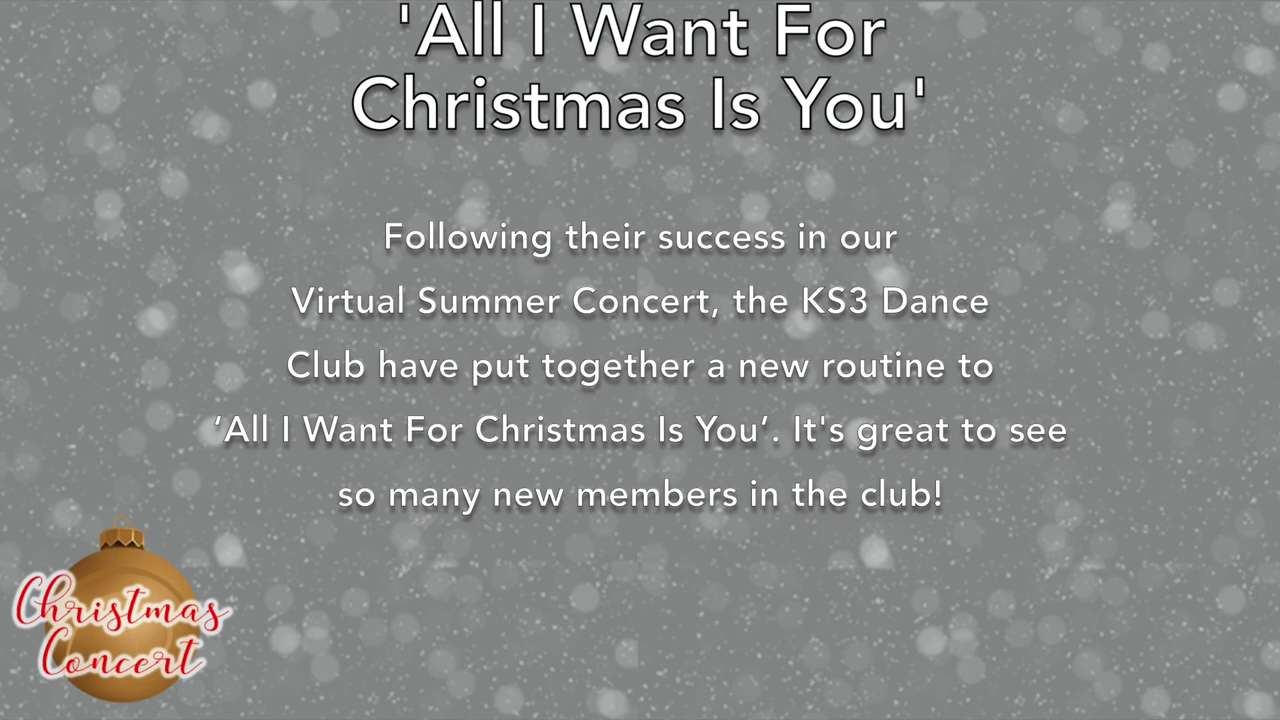 'All I Want For
Christmas Is You'
Following their success in our
Virtual Summer Concert, the KS3 Dance
Club have put together a new routine to
‘All I Want For Christmas Is You’. It's great to see
so many new members in the club!
Christmas
Concert